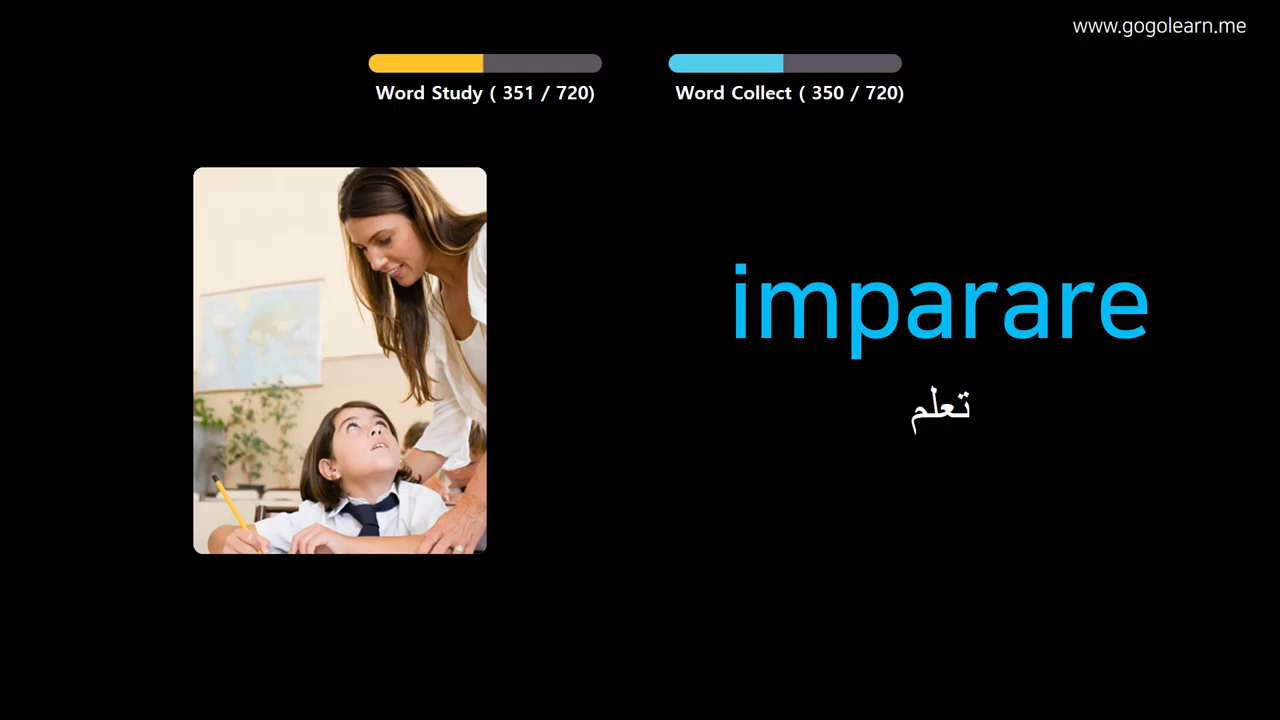 www.gogolearn.me
Word Study ( 351 / 720)
Word Collect ( 350 / 720)
imparare
تعلم